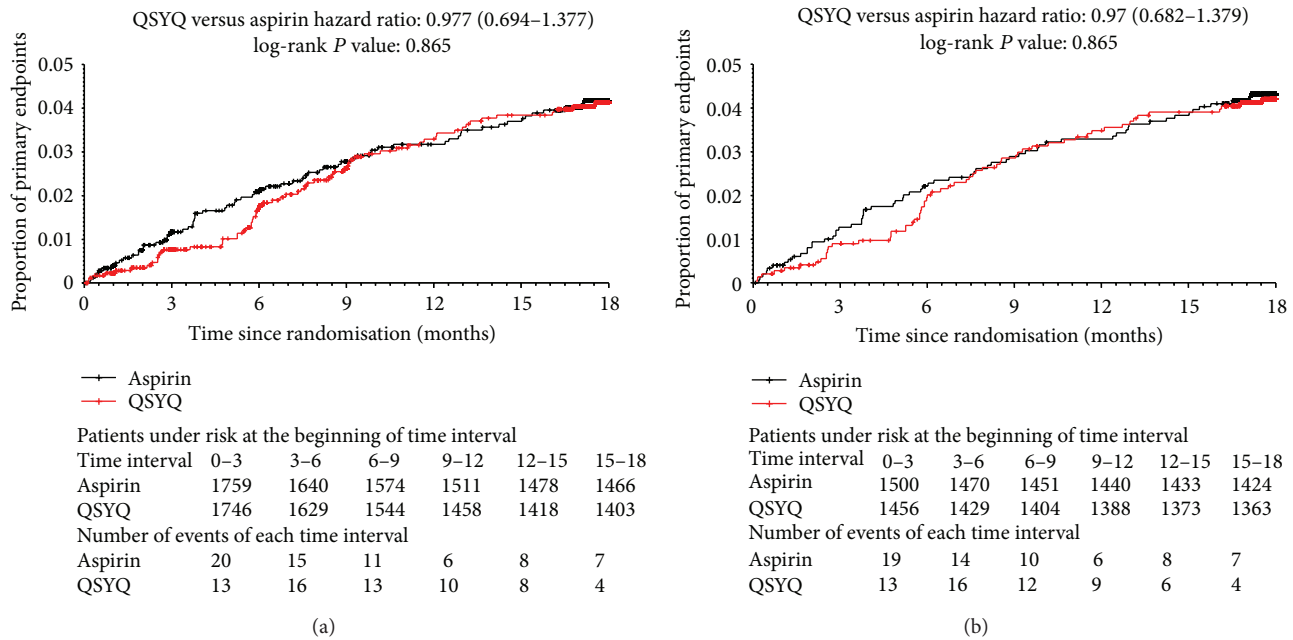 QSYQ versus aspirin hazard ratio: 0.977 (0.694–1.377)
log-rank P value: 0.865
Proportion of primary endpoints
0.05
0.04
0.03
0.02
0.01
0
0 3 6 9 12 15 18
Time since randomisation (months)
Aspirin
QSYQ
Patients under risk at the beginning of time interval
Time interval 0–3 3–6 6–9 9–12 12–15 15–18
Aspirin 1759 1640 1574 1511 1478 1466
QSYQ 1746 1629 1544 1458 1418 1403
Number of events of each time interval
Aspirin 20 15 11 6 8 7
QSYQ 13 16 13 10 8 4
(a)
QSYQ versus aspirin hazard ratio: 0.97 (0.682–1.379)
log-rank P value: 0.865
Proportion of primary endpoints
0.05
0.04
0.03
0.02
0.01
0
0 3 6 9 12 15 18
Time since randomisation (months)
Aspirin
QSYQ
Patients under risk at the beginning of time interval
Time interval 0–3 3–6 6–9 9–12 12–15 15–18
Aspirin 1500 1470 1451 1440 1433 1424
QSYQ 1456 1429 1404 1388 1373 1363
Number of events of each time interval
Aspirin 19 14 10 6 8 7
QSYQ 13 16 12 9 6 4
(b)